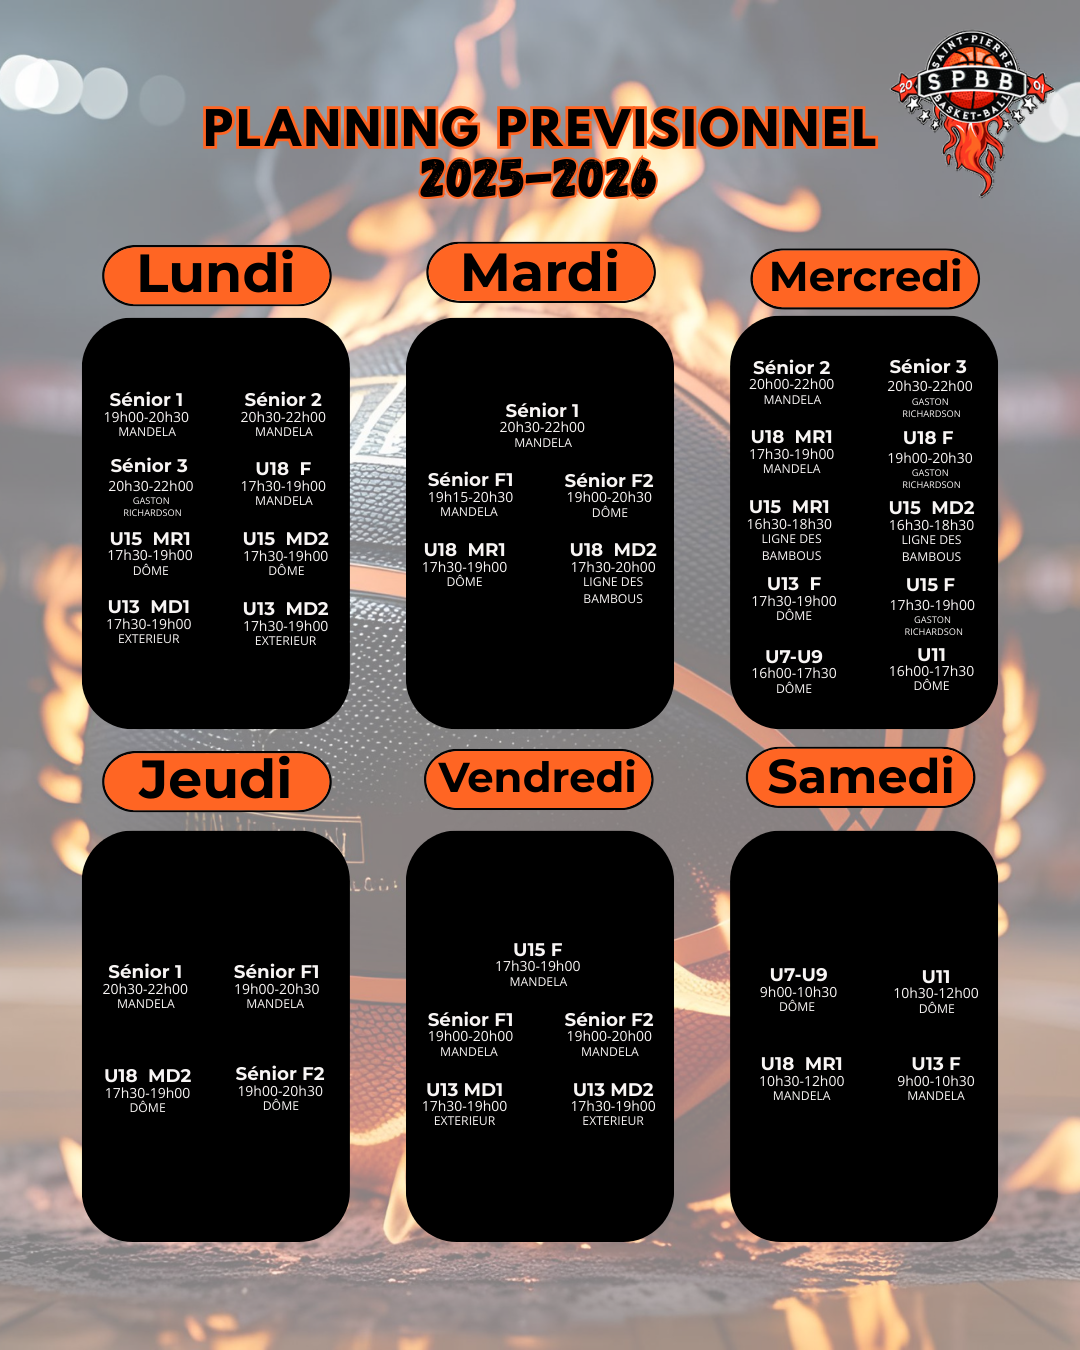 SAINT-PIERRE
20 SPBB 01
BASKET-BALL
PLANNING PREVISIONNEL
2025-2026
Lundi
Sénior 1
19h00-20h30
MANDELA
Sénior 2
20h30-22h00
MANDELA
Sénior 3
20h30-22h00
GASTON
RICHARDSON
U18 F
17h30-19h00
MANDELA
U15 MR1
17h30-19h00
DÔME
U15 MD2
17h30-19h00
DÔME
U13 MD1
17h30-19h00
EXTERIEUR
U13 MD2
17h30-19h00
EXTERIEUR
Mardi
Sénior 1
20h30-22h00
MANDELA
Sénior F1
19h15-20h30
MANDELA
Sénior F2
19h00-20h30
DÔME
U18 MR1
17h30-19h00
DÔME
U18 MD2
17h30-20h00
LIGNE DES
BAMBOUS
Mercredi
Sénior 2
20h00-22h00
MANDELA
Sénior 3
20h30-22h00
GASTON
RICHARDSON
U18 MR1
17h30-19h00
MANDELA
U18 F
19h00-20h30
GASTON
RICHARDSON
U15 MR1
16h30-18h30
LIGNE DES
BAMBOUS
U15 MD2
16h30-18h30
LIGNE DES
BAMBOUS
U13 F
17h30-19h00
DÔME
U15 F
17h30-19h00
GASTON
RICHARDSON
U7-U9
16h00-17h30
DÔME
U11
16h00-17h30
DÔME
Jeudi
Sénior 1
20h30-22h00
MANDELA
Sénior F1
19h00-20h30
MANDELA
U18 MD2
17h30-19h00
DÔME
Sénior F2
19h00-20h30
DÔME
Vendredi
U15 F
17h30-19h00
MANDELA
Sénior F1
19h00-20h00
MANDELA
Sénior F2
19h00-20h00
MANDELA
U13 MD1
17h30-19h00
EXTERIEUR
U13 MD2
17h30-19h00
EXTERIEUR
Samedi
U7-U9
9h00-10h30
DÔME
U11
10h30-12h00
DÔME
U18 MR1
10h30-12h00
MANDELA
U13 F
9h00-10h30
MANDELA